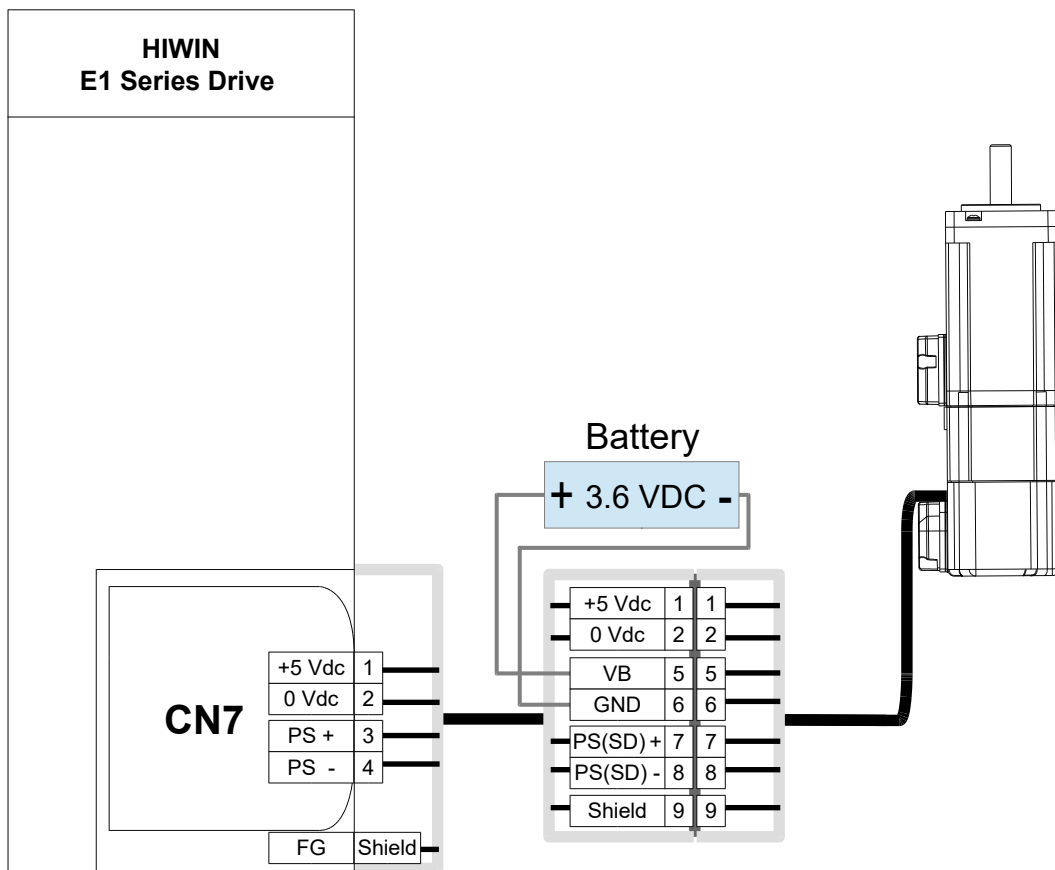 HIWIN
E1 Series Drive
Battery
+ 3.6 VDC -
+5 Vdc 1 1
0 Vdc 2 2
VB 5 5
GND 6 6
PS(SD) + 7 7
PS(SD) - 8 8
Shield 9 9
CN7
+5 Vdc 1
0 Vdc 2
PS + 3
PS - 4
FG Shield